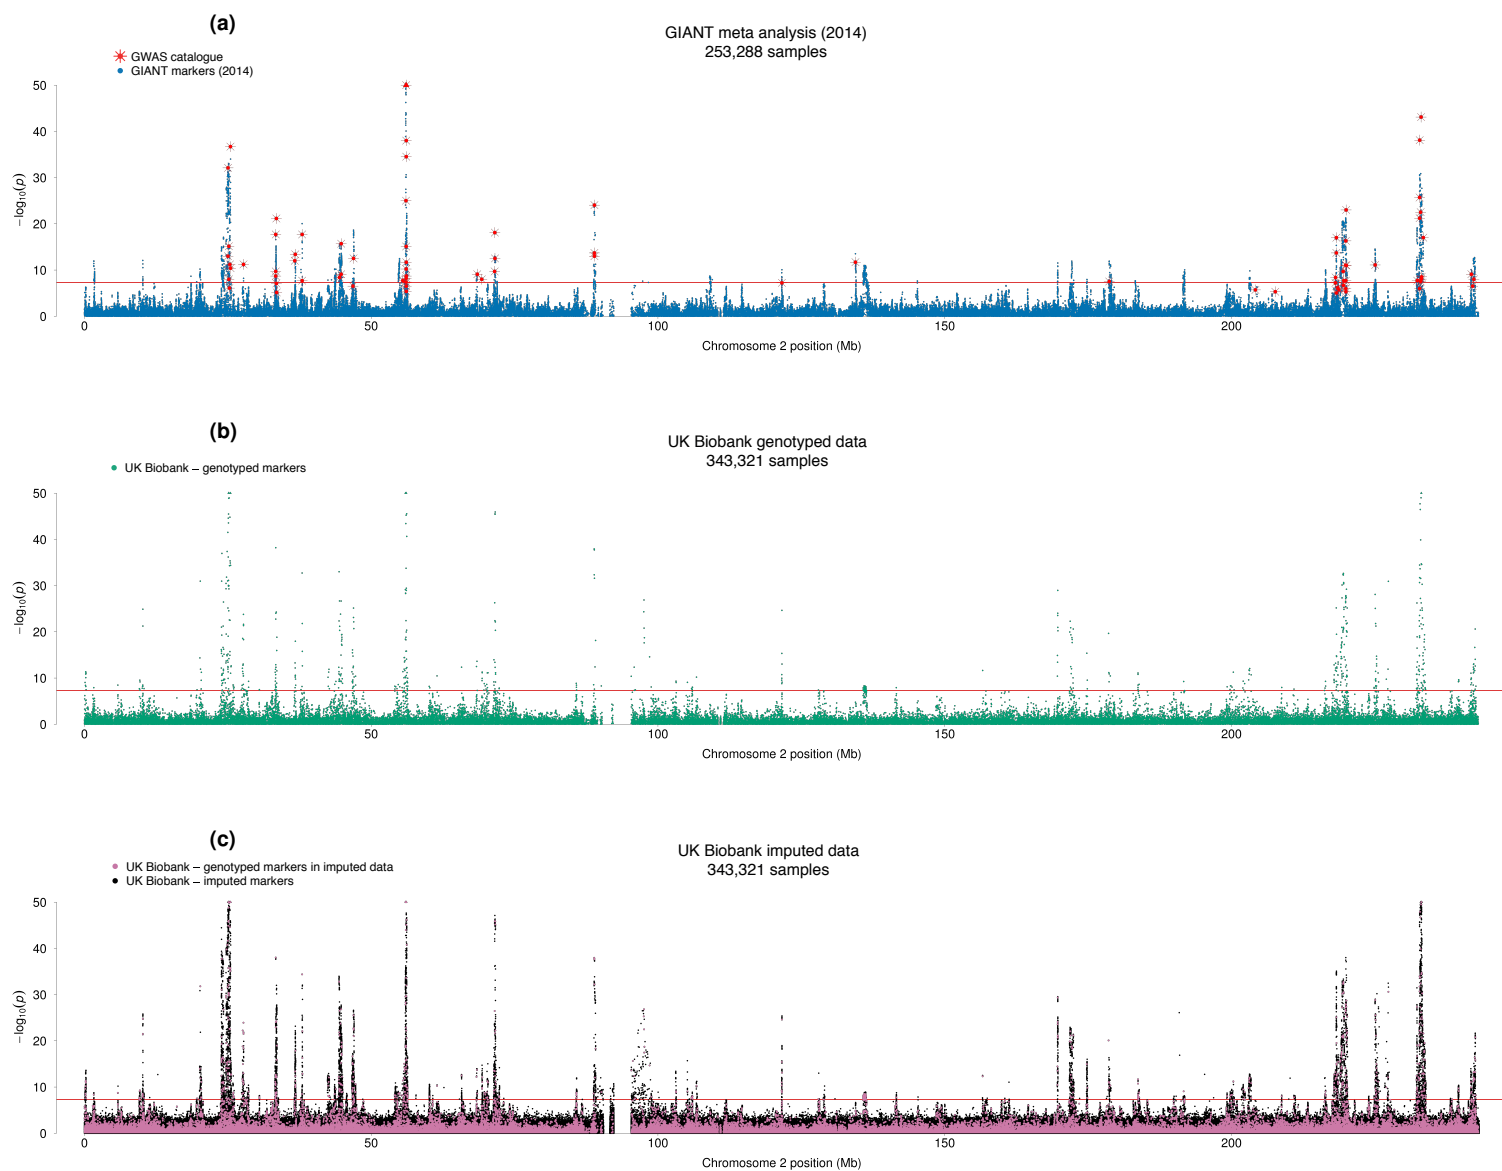 (a)
GIANT meta analysis (2014)
253,288 samples
GWAS catalogue
GIANT markers (2014)
50
40
30
20
10
0
−log10(p)
0 50 100 150 200
Chromosome 2 position (Mb)
(b)
UK Biobank genotyped data
343,321 samples
UK Biobank – genotyped markers
50
40
30
20
10
0
−log10(p)
0 50 100 150 200
Chromosome 2 position (Mb)
(c)
UK Biobank imputed data
343,321 samples
UK Biobank – genotyped markers in imputed data
UK Biobank – imputed markers
50
40
30
20
10
0
−log10(p)
0 50 100 150 200
Chromosome 2 position (Mb)